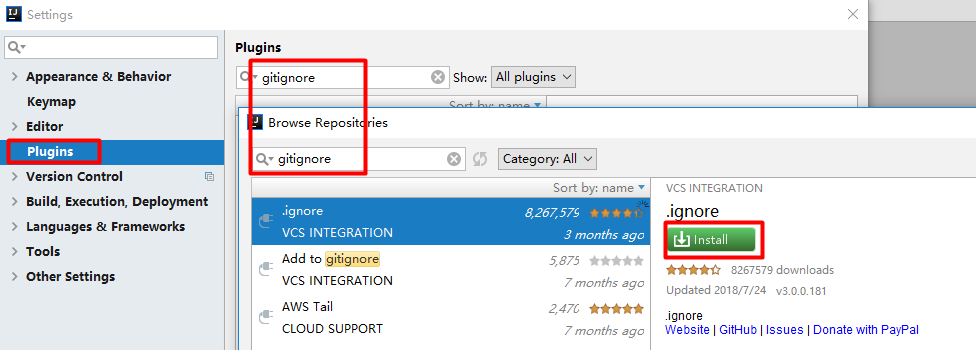 Settings
Appearance & Behavior
Keymap
Editor
Plugins
Version Control
Build, Execution, Deployment
Languages & Frameworks
Tools
Other Settings
Plugins
gitignore
Show: All plugins
Sort by: name
Browse Repositories
gitignore
Category: All
Sort by: name
.ignore 8,267,579
VCS INTEGRATION 3 months ago
Add to gitignore 5,875
VCS INTEGRATION 7 months ago
AWS Tail 2,470
CLOUD SUPPORT 7 months ago
VCS INTEGRATION
.ignore
Install
8267579 downloads
Updated 2018/7/24 v3.0.0.181
.ignore
Website | GitHub | Issues | Donate with PayPal